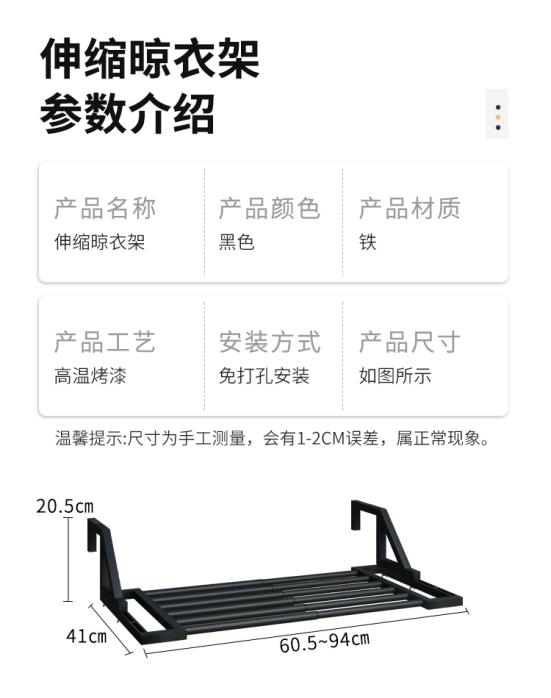 伸缩晾衣架
参数介绍
产品名称 产品颜色 产品材质
伸缩晾衣架 黑色 铁
产品工艺 安装方式 产品尺寸
高温烤漆 免打孔安装 如图所示
温馨提示:尺寸为手工测量，会有1-2CM误差，属正常现象。
20.5cm
41cm
60.5~94cm